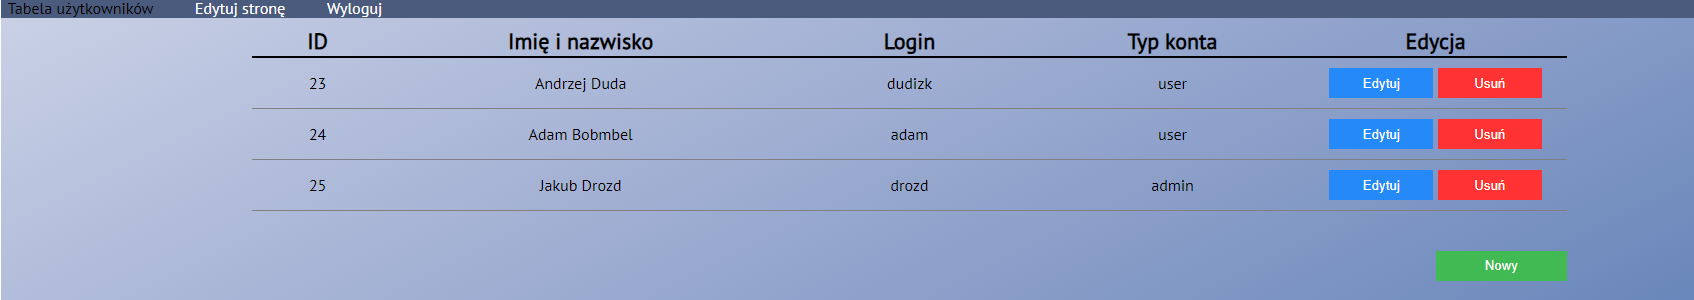 Tabela użytkowników Edytuj stronę Wyloguj
ID Imię i nazwisko Login Typ konta Edycja
23 Andrzej Duda dudizk user Edytuj Usuń
24 Adam Bobmbel adam user Edytuj Usuń
25 Jakub Drozd drozd admin Edytuj Usuń
Nowy